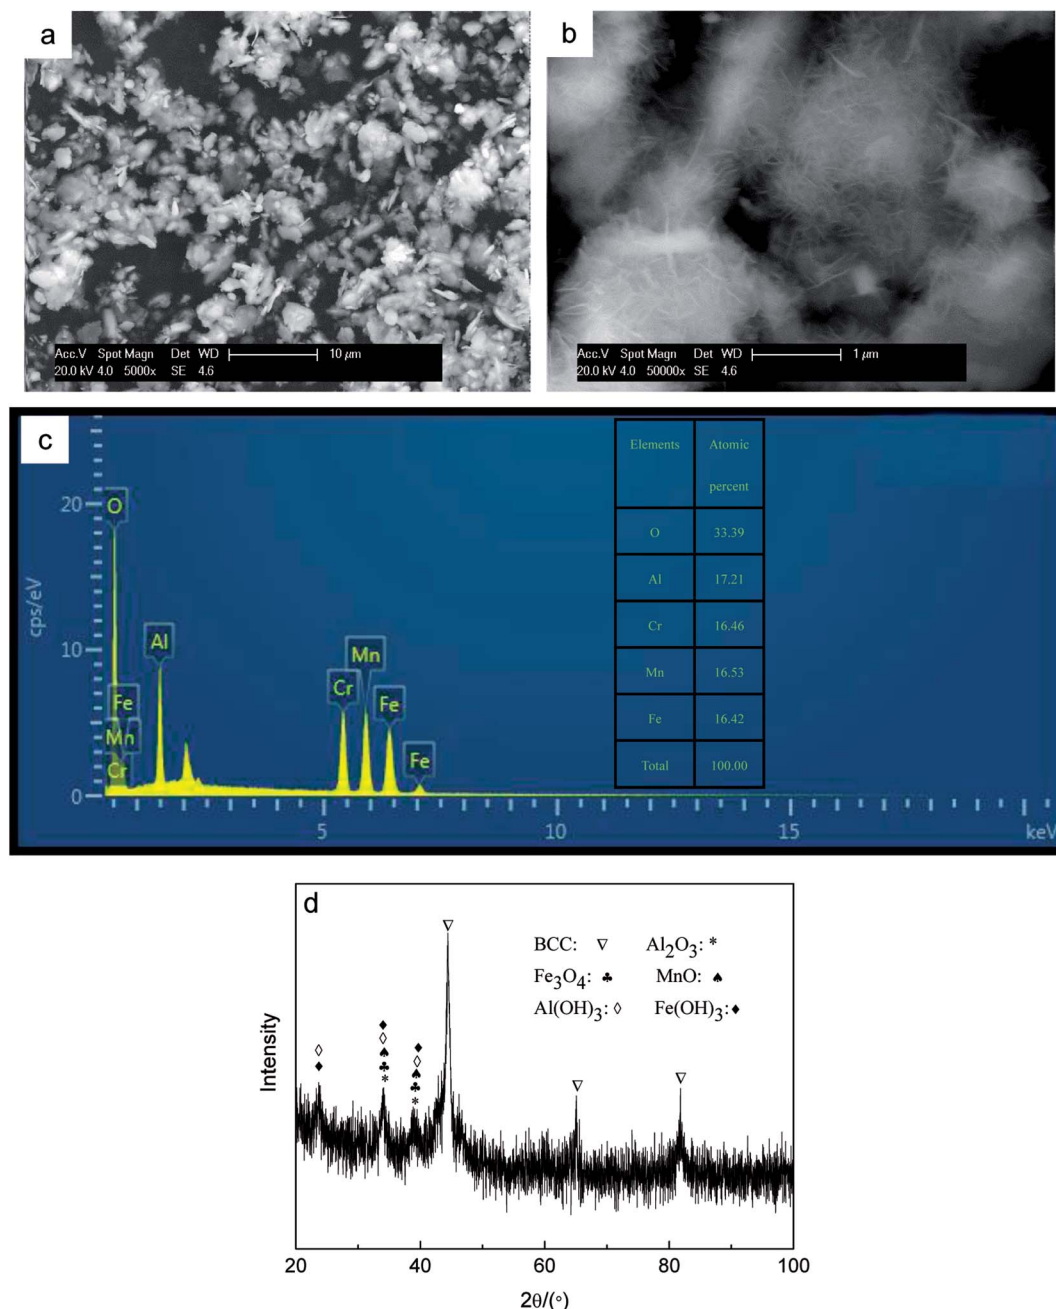 a
Acc.V Spot Magn Det WD 10 μm
20.0 kV 4.0 5000x SE 4.6
b
Acc.V Spot Magn Det WD 1 μm
20.0 kV 4.0 50000x SE 4.6
c
cps/eV
20
10
0
O
Fe
Mn
Cr
Al
Cr
Mn
Fe
Fe
5
10
15
keV
Elements Atomic percent
O 33.39
Al 17.21
Cr 16.46
Mn 16.53
Fe 16.42
Total 100.00
d
BCC: ▽ Al₂O₃: *
Fe₃O₄: ♣ MnO: ♠
Al(OH)₃: ◊ Fe(OH)₃: ♦
Intensity
20 40 60 80 100
2θ/(°)